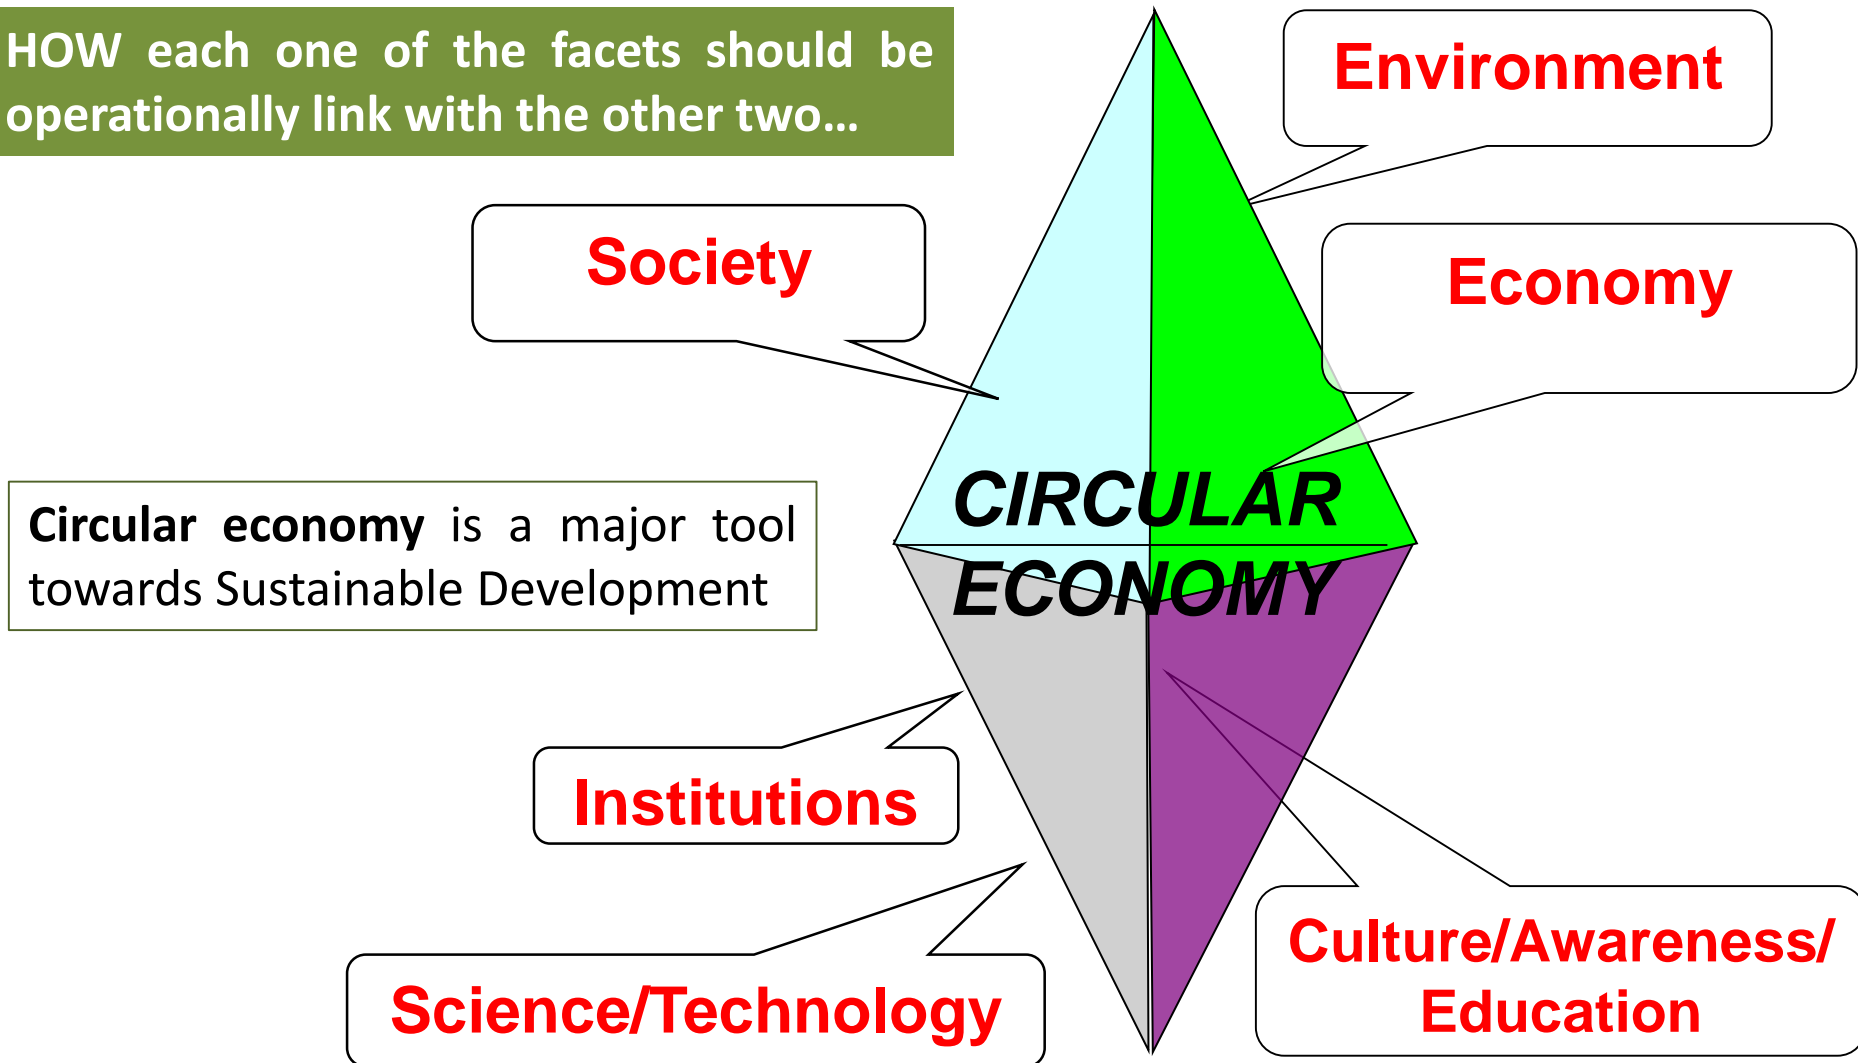 HOW each one of the facets should be
operationally link with the other two...
Environment
Society
Economy
CIRCULAR
ECONOMY
Circular economy is a major tool
towards Sustainable Development
Institutions
Science/Technology
Culture/Awareness/
Education